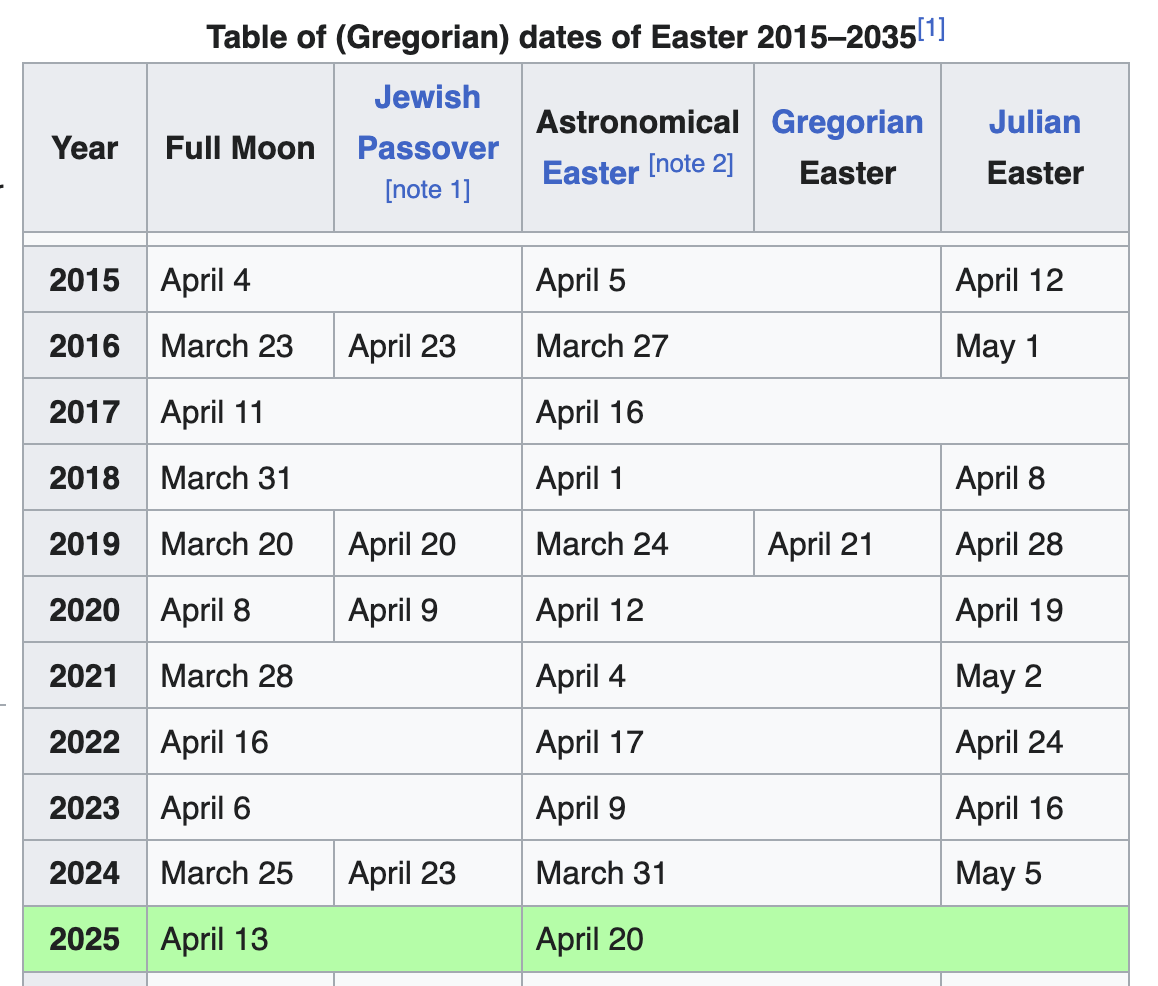 Table of (Gregorian) dates of Easter 2015–2035[1]
Year Full Moon Jewish Passover [note 1] Astronomical Easter [note 2] Gregorian Easter Julian Easter
2015 April 4 April 5 April 12
2016 March 23 April 23 March 27 May 1
2017 April 11 April 16
2018 March 31 April 1 April 8
2019 March 20 April 20 March 24 April 21 April 28
2020 April 8 April 9 April 12 April 19
2021 March 28 April 4 May 2
2022 April 16 April 17 April 24
2023 April 6 April 9 April 16
2024 March 25 April 23 March 31 May 5
2025 April 13 April 20